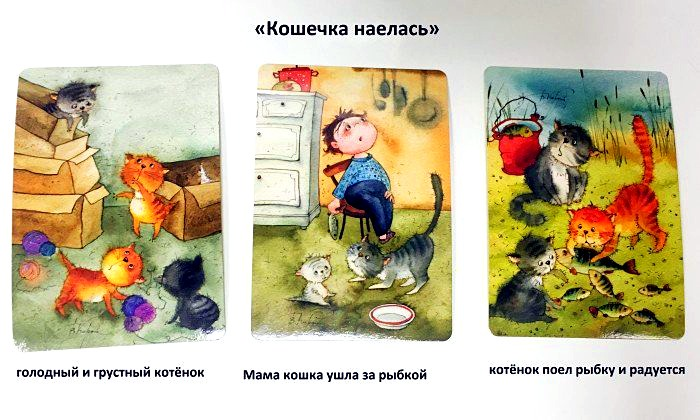 «Кошечка наелась»
голодный и грустный котёнок
Мама кошка ушла за рыбкой
котёнок поел рыбку и радуется